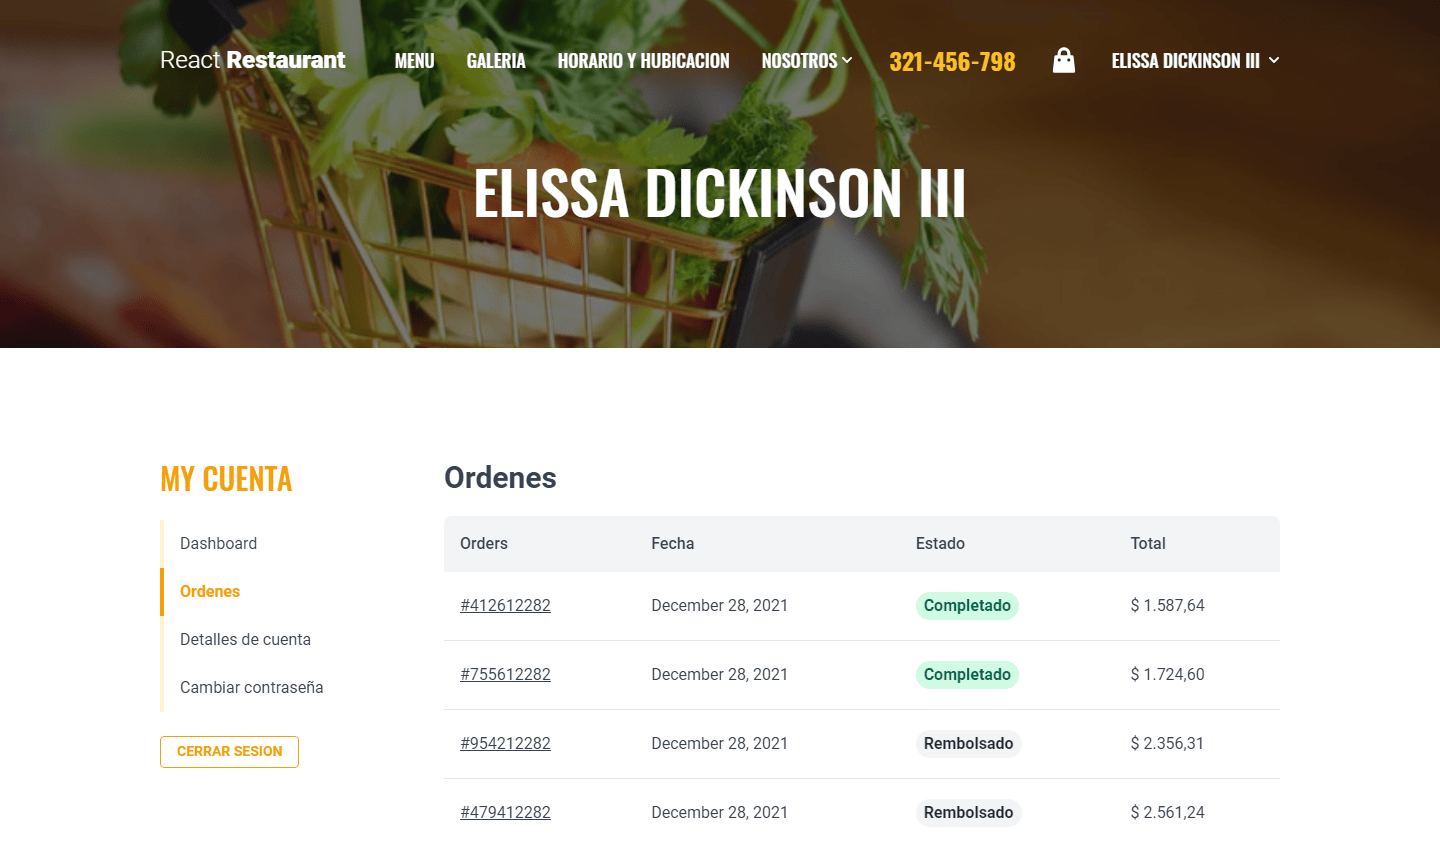 React Restaurant MENU GALERIA HORARIO Y HUBICACION NOSOTROS 321-456-798 ELISSA DICKINSON III
ELISSA DICKINSON III
MY CUENTA
Dashboard
Ordenes
Detalles de cuenta
Cambiar contraseña
CERRAR SESION
Ordenes
Orders Fecha Estado Total
#412612282 December 28, 2021 Completado $ 1.587,64
#755612282 December 28, 2021 Completado $ 1.724,60
#954212282 December 28, 2021 Rembolsado $ 2.356,31
#479412282 December 28, 2021 Rembolsado $ 2.561,24